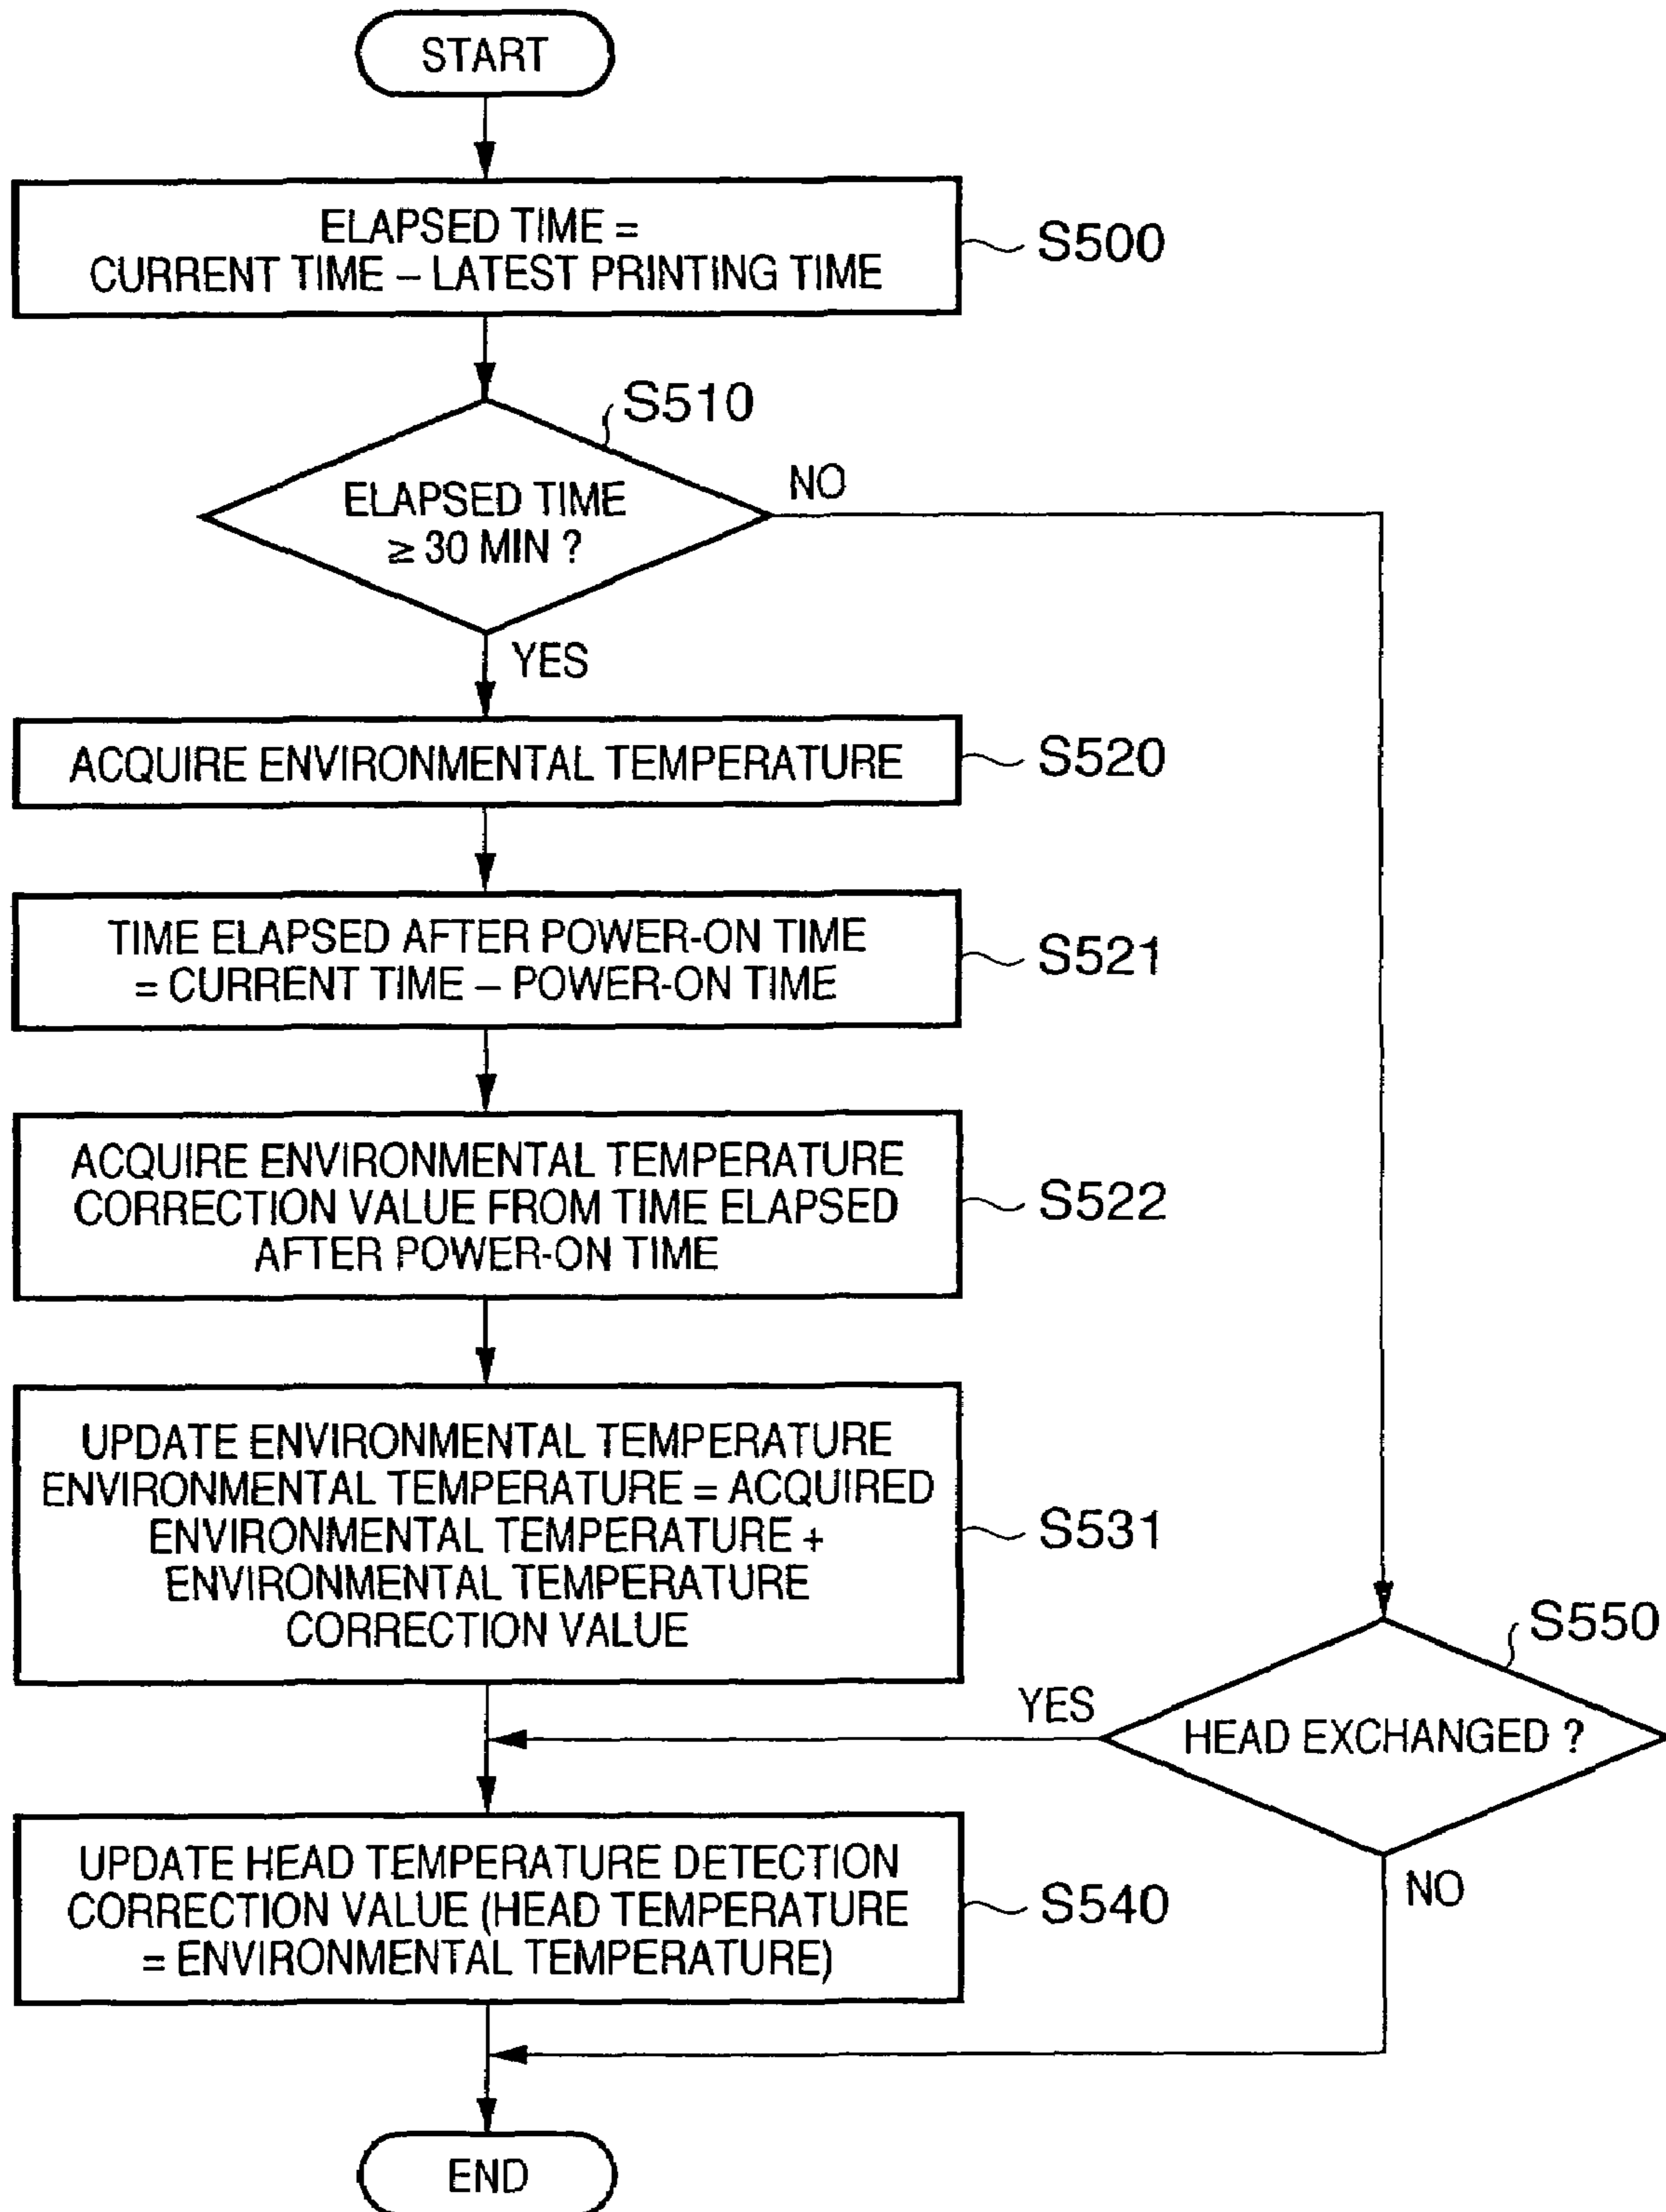 START
ELAPSED TIME =
CURRENT TIME – LATEST PRINTING TIME
S500
S510
ELAPSED TIME
≥ 30 MIN ?
NO
YES
ACQUIRE ENVIRONMENTAL TEMPERATURE
S520
TIME ELAPSED AFTER POWER-ON TIME
= CURRENT TIME – POWER-ON TIME
S521
ACQUIRE ENVIRONMENTAL TEMPERATURE
CORRECTION VALUE FROM TIME ELAPSED
AFTER POWER-ON TIME
S522
UPDATE ENVIRONMENTAL TEMPERATURE
ENVIRONMENTAL TEMPERATURE = ACQUIRED
ENVIRONMENTAL TEMPERATURE +
ENVIRONMENTAL TEMPERATURE
CORRECTION VALUE
S531
S550
HEAD EXCHANGED ?
YES
NO
UPDATE HEAD TEMPERATURE DETECTION
CORRECTION VALUE (HEAD TEMPERATURE
= ENVIRONMENTAL TEMPERATURE)
S540
END